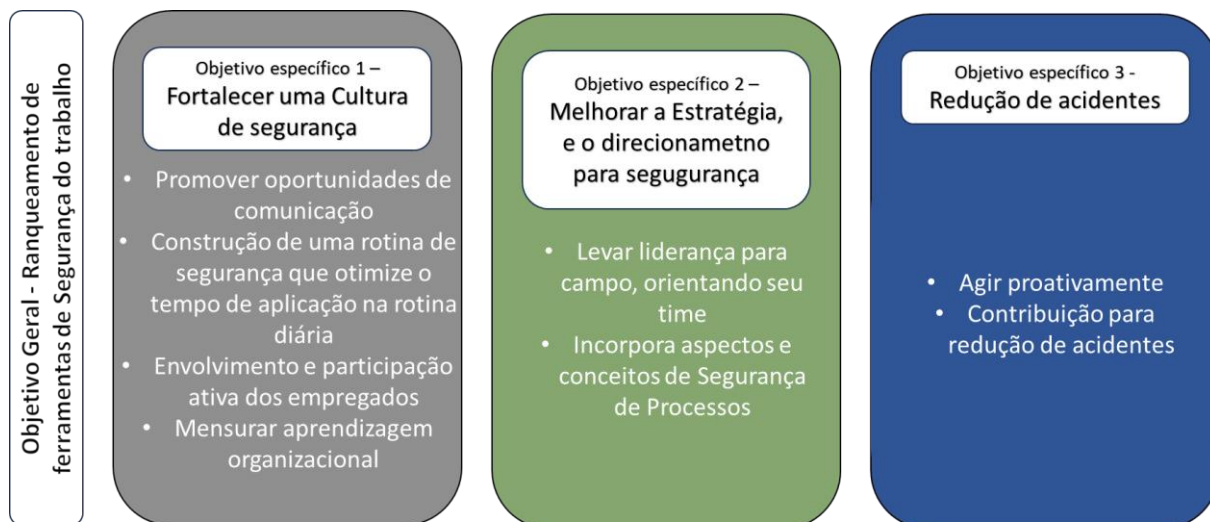 Objetivo Geral - Ranqueamento de
ferramentas de Segurança do trabalho
Objetivo específico 1 –
Fortalecer uma Cultura
de segurança
• Promover oportunidades de
comunicação
• Construção de uma rotina de
segurança que otimize o
tempo de aplicação na rotina
diária
• Envolvimento e participação
ativa dos empregados
• Mensurar aprendizagem
organizacional
Objetivo específico 2 –
Melhorar a Estratégia,
e o direcionametno
para segugurança
• Levar liderança para
campo, orientando seu
time
• Incorpora aspectos e
conceitos de Segurança
de Processos
Objetivo específico 3 -
Redução de acidentes
• Agir proativamente
• Contribuição para
redução de acidentes